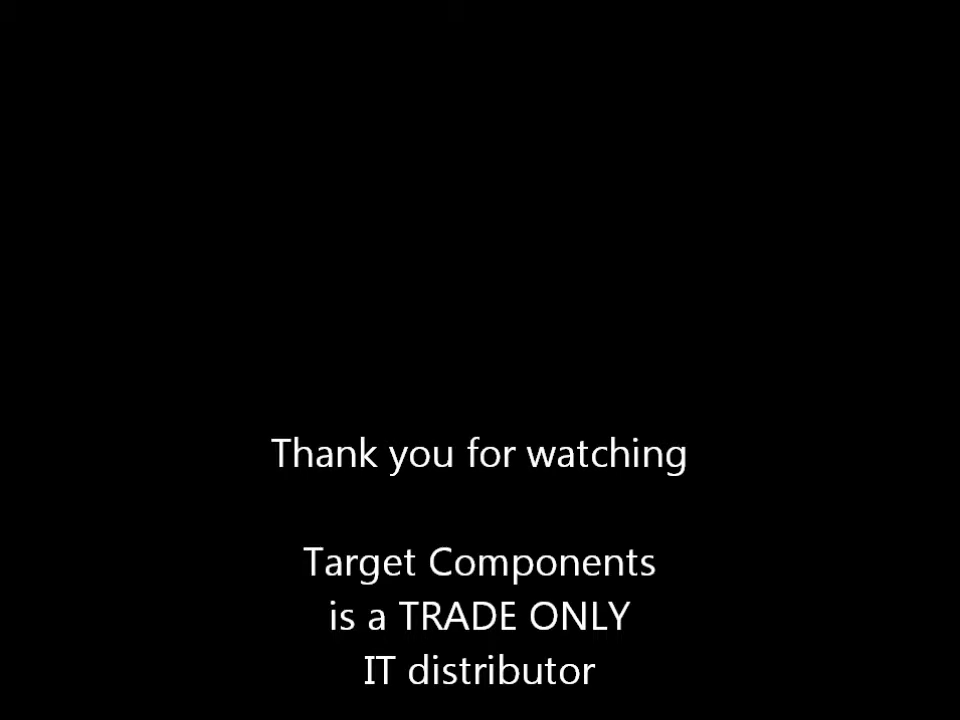 Thank you for watching
Target Components
is a TRADE ONLY
IT distributor